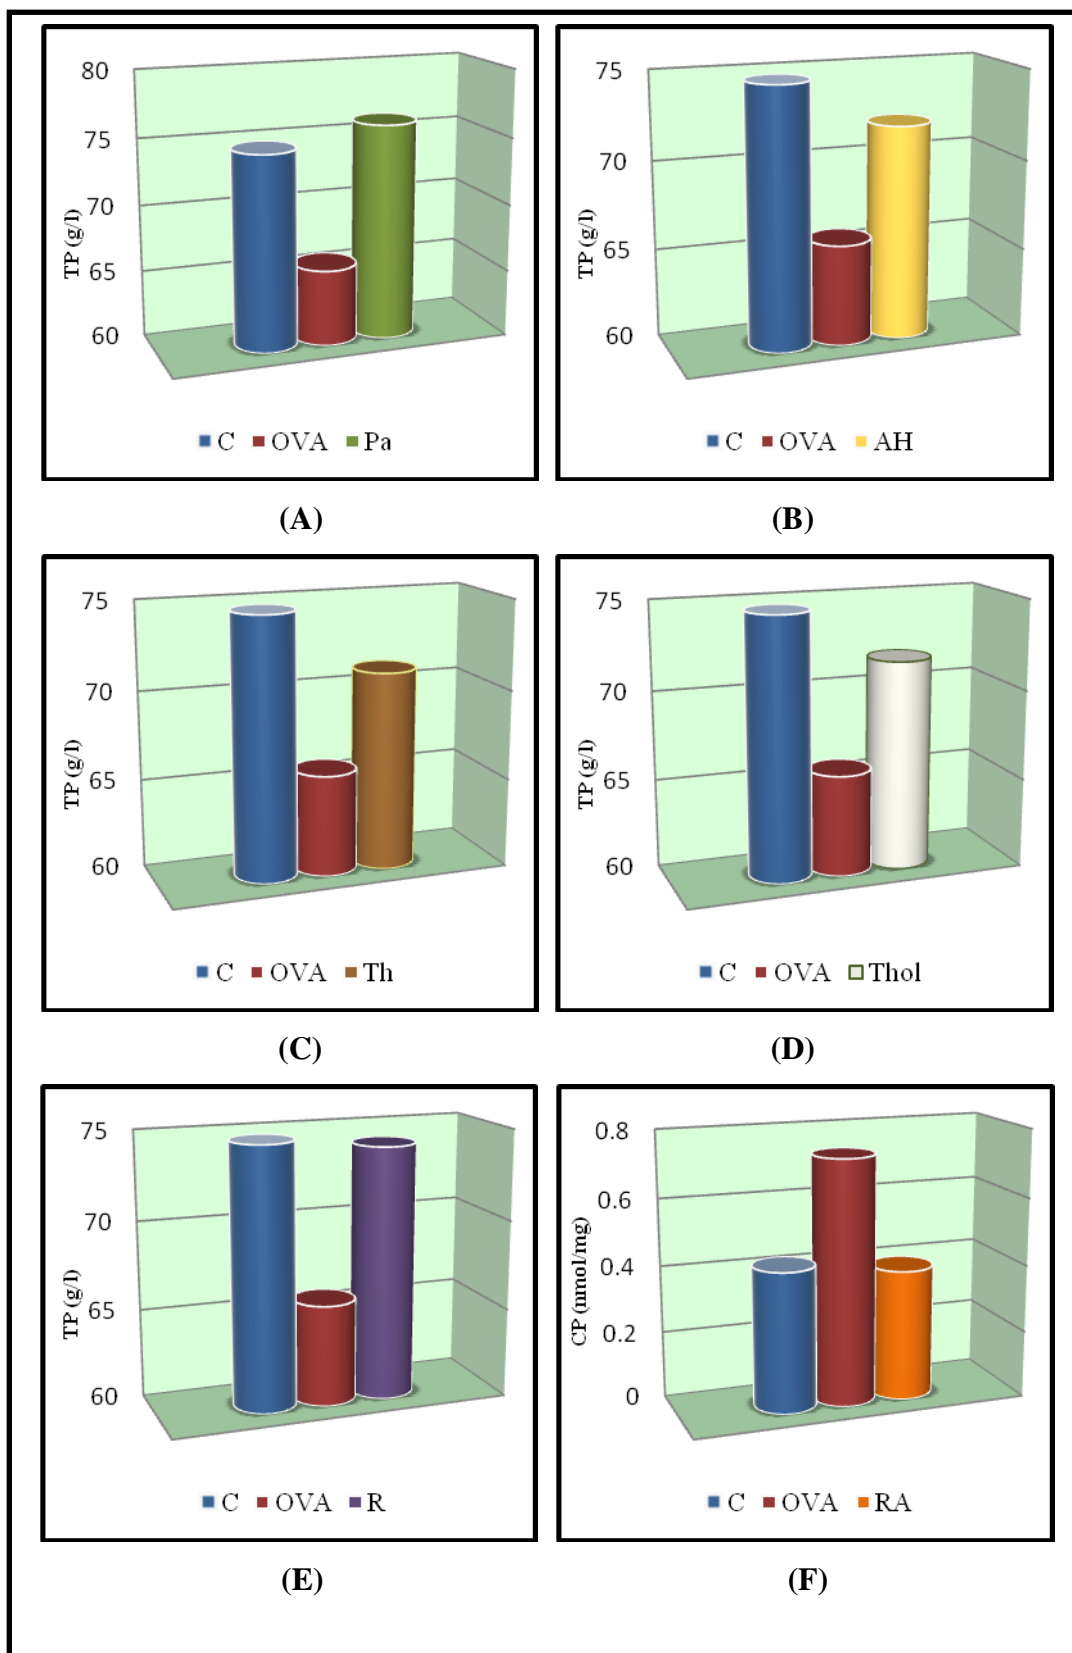 80
75
70
65
60
TP (g/l)
C OVA Pa
(A)
75
70
65
60
TP (g/l)
C OVA AH
(B)
75
70
65
60
TP (g/l)
C OVA Th
(C)
75
70
65
60
TP (g/l)
C OVA Thol
(D)
75
70
65
60
TP (g/l)
C OVA R
(E)
0.8
0.6
0.4
0.2
0
CP (nmol/mg)
C OVA RA
(F)